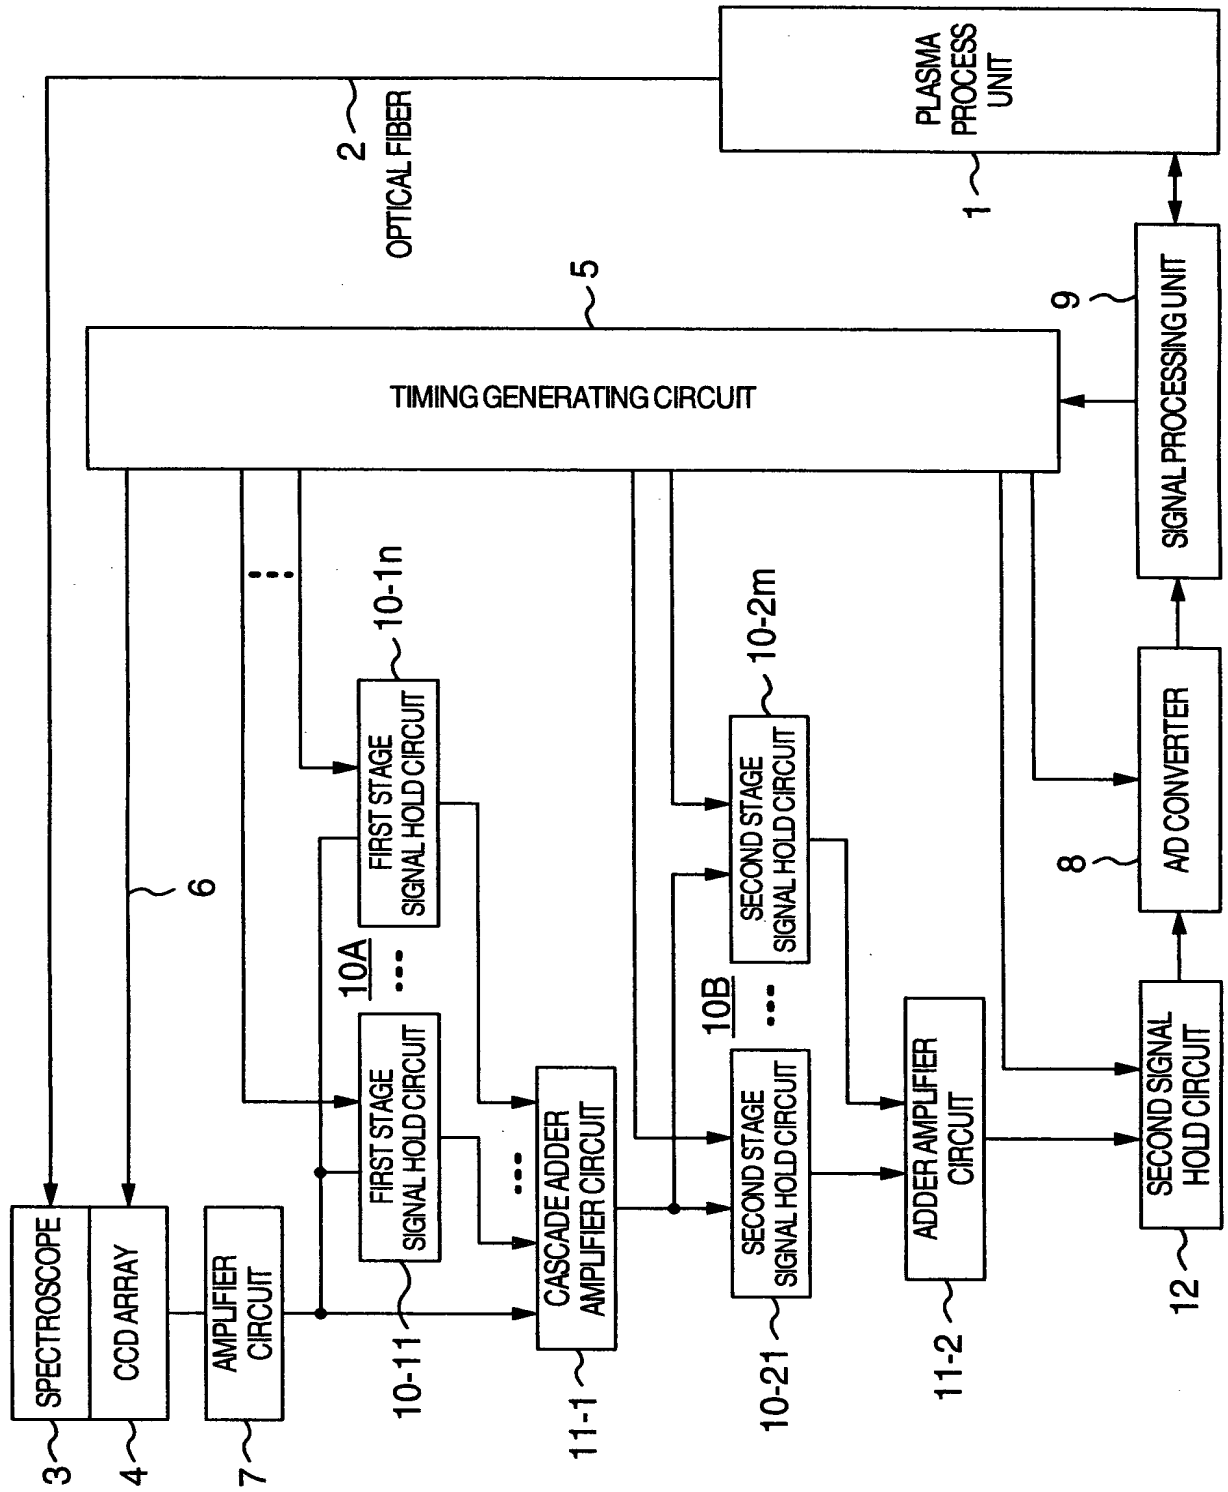 3
SPECTROSCOPE
4
CCD ARRAY
7
AMPLIFIER
CIRCUIT
2
OPTICAL FIBER
6
5
TIMING GENERATING CIRCUIT
10-11
FIRST STAGE
SIGNAL HOLD CIRCUIT
10A
10-1n
FIRST STAGE
SIGNAL HOLD CIRCUIT
11-1
CASCADE ADDER
AMPLIFIER CIRCUIT
10-21
SECOND STAGE
SIGNAL HOLD CIRCUIT
10B
10-2m
SECOND STAGE
SIGNAL HOLD CIRCUIT
11-2
ADDER AMPLIFIER
CIRCUIT
1
PLASMA
PROCESS
UNIT
12
SECOND SIGNAL
HOLD CIRCUIT
8
A/D CONVERTER
9
SIGNAL PROCESSING UNIT